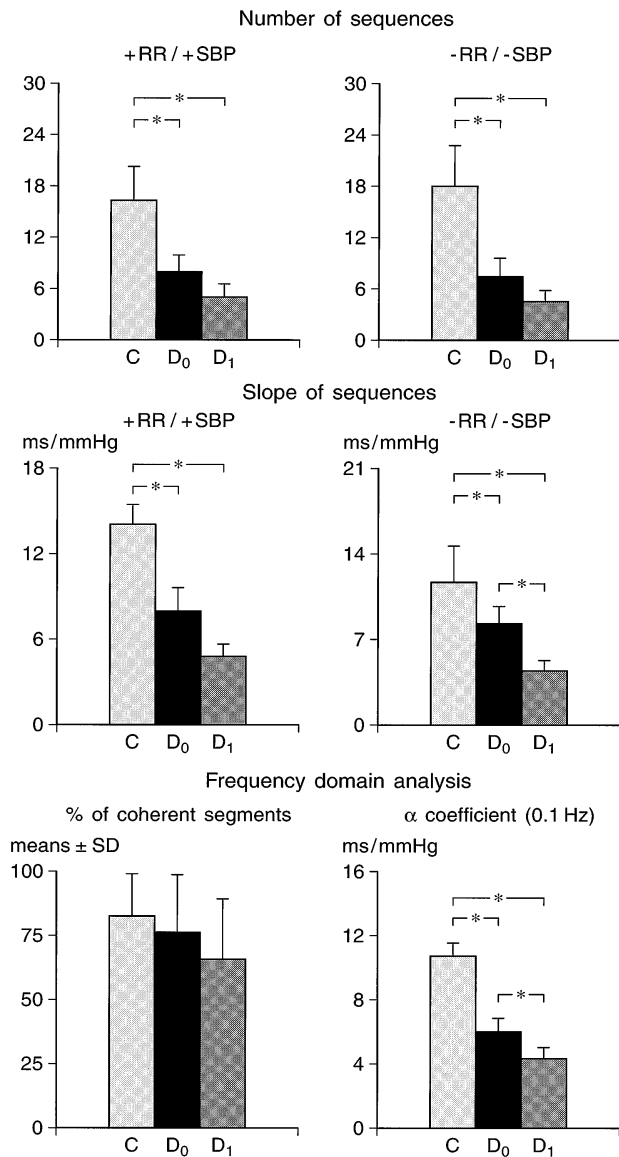 Number of sequences
+RR / +SBP
-RR / -SBP
30
24
18
12
6
0
* 
*
C D₀ D₁
30
24
18
12
6
0
*
*
C D₀ D₁
Slope of sequences
+RR / +SBP
-RR / -SBP
ms/mmHg
18
12
6
0
*
*
C D₀ D₁
ms/mmHg
21
14
7
0
*
*
*
C D₀ D₁
Frequency domain analysis
% of coherent segments
α coefficient (0.1 Hz)
means ± SD
100
75
50
25
0
C D₀ D₁
ms/mmHg
16
12
8
4
0
*
*
*
C D₀ D₁